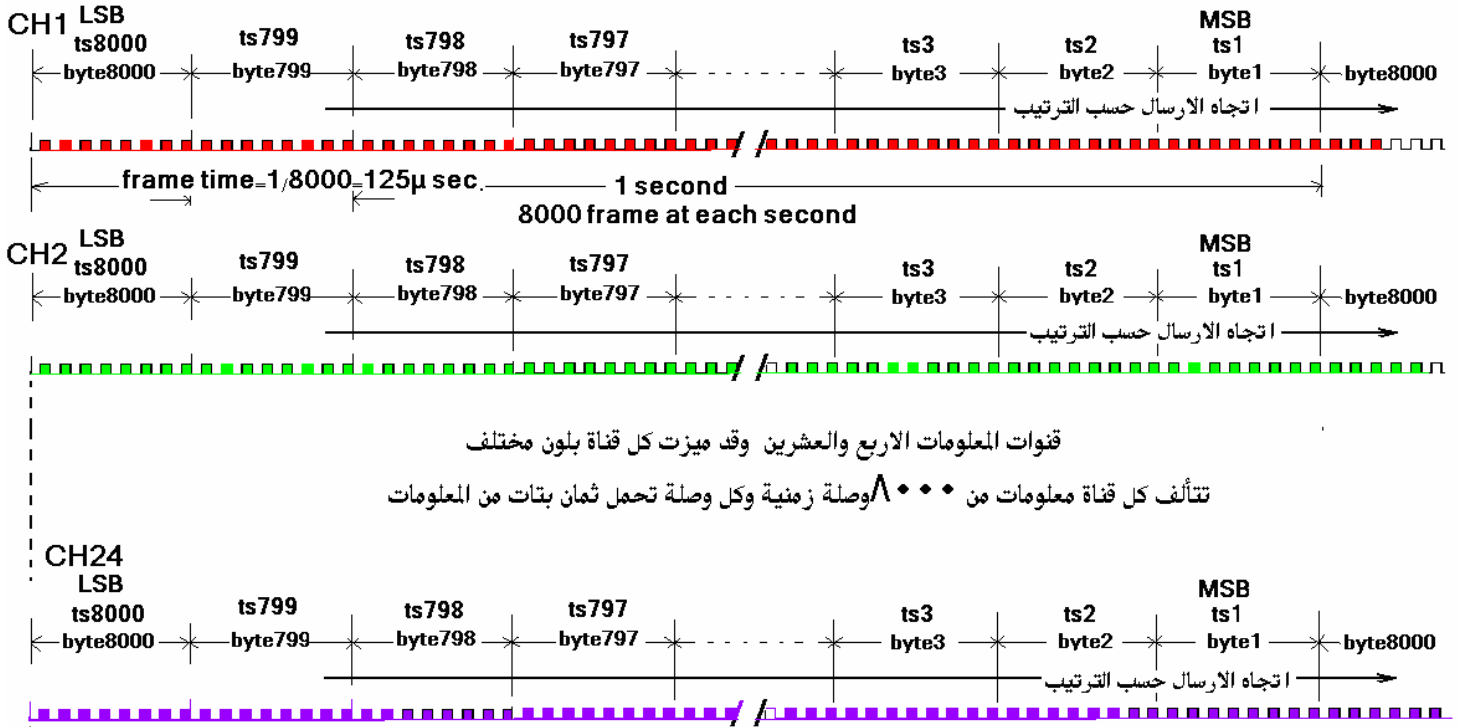 CH1
LSB MSB
ts8000 ts799 ts798 ts797 ts3 ts2 ts1
byte8000 byte799 byte798 byte797 byte3 byte2 byte1 byte8000
اتجاه الارسال حسب الترتيب
frame time=1/8000=125µ sec. 1 second
8000 frame at each second
CH2
LSB MSB
ts8000 ts799 ts798 ts797 ts3 ts2 ts1
byte8000 byte799 byte798 byte797 byte3 byte2 byte1 byte8000
اتجاه الارسال حسب الترتيب
قنوات المعلومات الاربع والعشرين وقد ميزت كل قناة بلون مختلف
تتألف كل قناة معلومات من ٨٠٠٠ وصلة زمنية وكل وصلة تحمل ثمان بتات من المعلومات
CH24
LSB MSB
ts8000 ts799 ts798 ts797 ts3 ts2 ts1
byte8000 byte799 byte798 byte797 byte3 byte2 byte1 byte8000
اتجاه الارسال حسب الترتيب